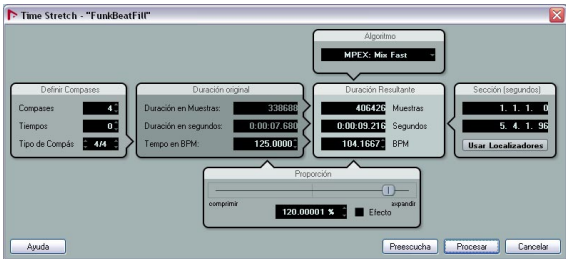 Time Stretch - "FunkBeatFill"
Algoritmo
MPEX: Mix Fast
Definir Compases
Compases 4
Tiempos 0
Tipo de Compás 4/4
Duración original
Duración en Muestras: 338688
Duración en segundos: 0:00:07.680
Tempo en BPM: 125.0000
Duración Resultante
406426 Muestras
0:00:09.216 Segundos
104.1667 BPM
Sección (segundos)
1. 1. 1. 0
5. 4. 1. 96
Usar Localizadores
Proporción
comprimir
expandir
120.00001 %
Efecto
Ayuda
Preescucha
Procesar
Cancelar